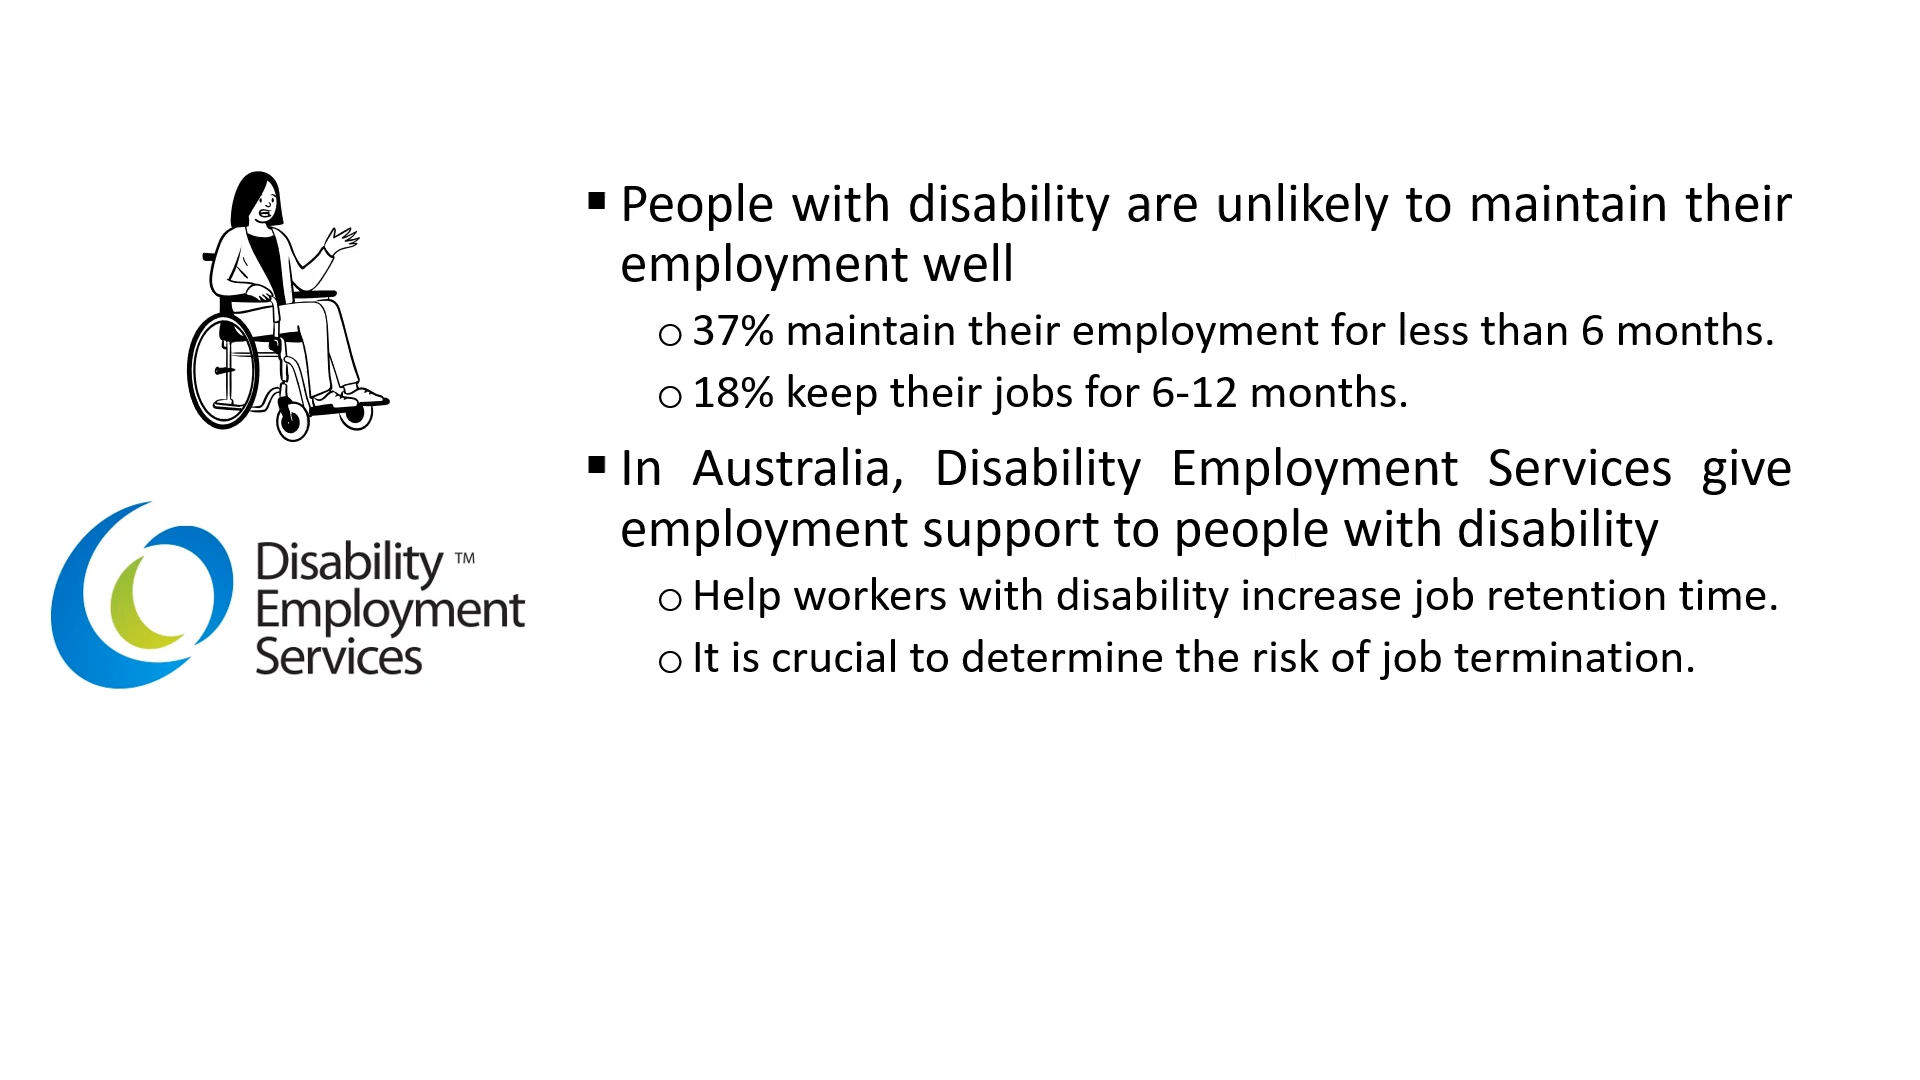 ▪ People with disability are unlikely to maintain their
employment well
o 37% maintain their employment for less than 6 months.
o 18% keep their jobs for 6-12 months.
▪ In Australia, Disability Employment Services give
employment support to people with disability
o Help workers with disability increase job retention time.
o It is crucial to determine the risk of job termination.
Disability ™
Employment
Services